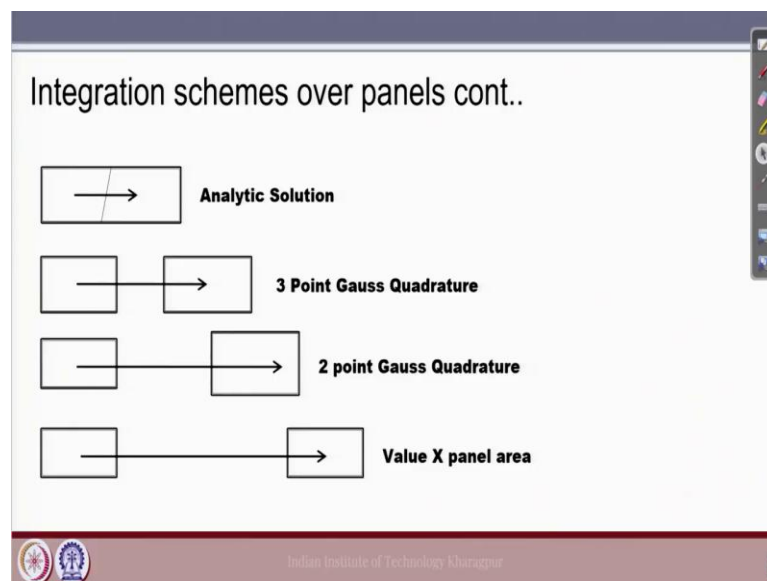 Integration schemes over panels cont..
Analytic Solution
3 Point Gauss Quadrature
2 point Gauss Quadrature
Value X panel area
Indian Institute of Technology Kharagpur